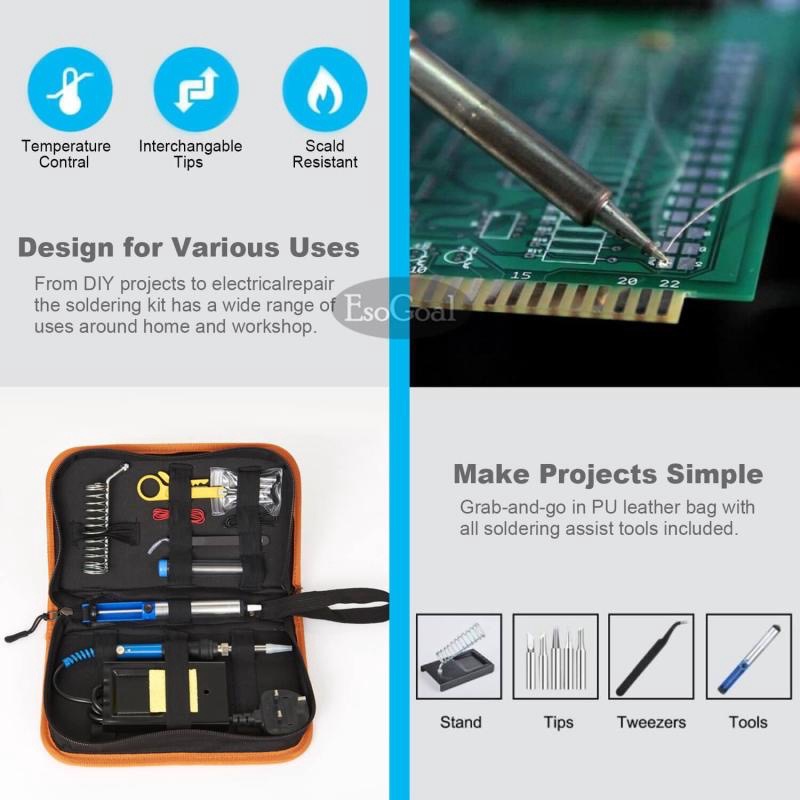 Temperature
Contral
Interchangable
Tips
Scald
Resistant
Design for Various Uses
From DIY projects to electricalrepair
the soldering kit has a wide range of
uses around home and workshop.
EsoGoal
10
15
20
22
Make Projects Simple
Grab-and-go in PU leather bag with
all soldering assist tools included.
Stand
Tips
Tweezers
Tools